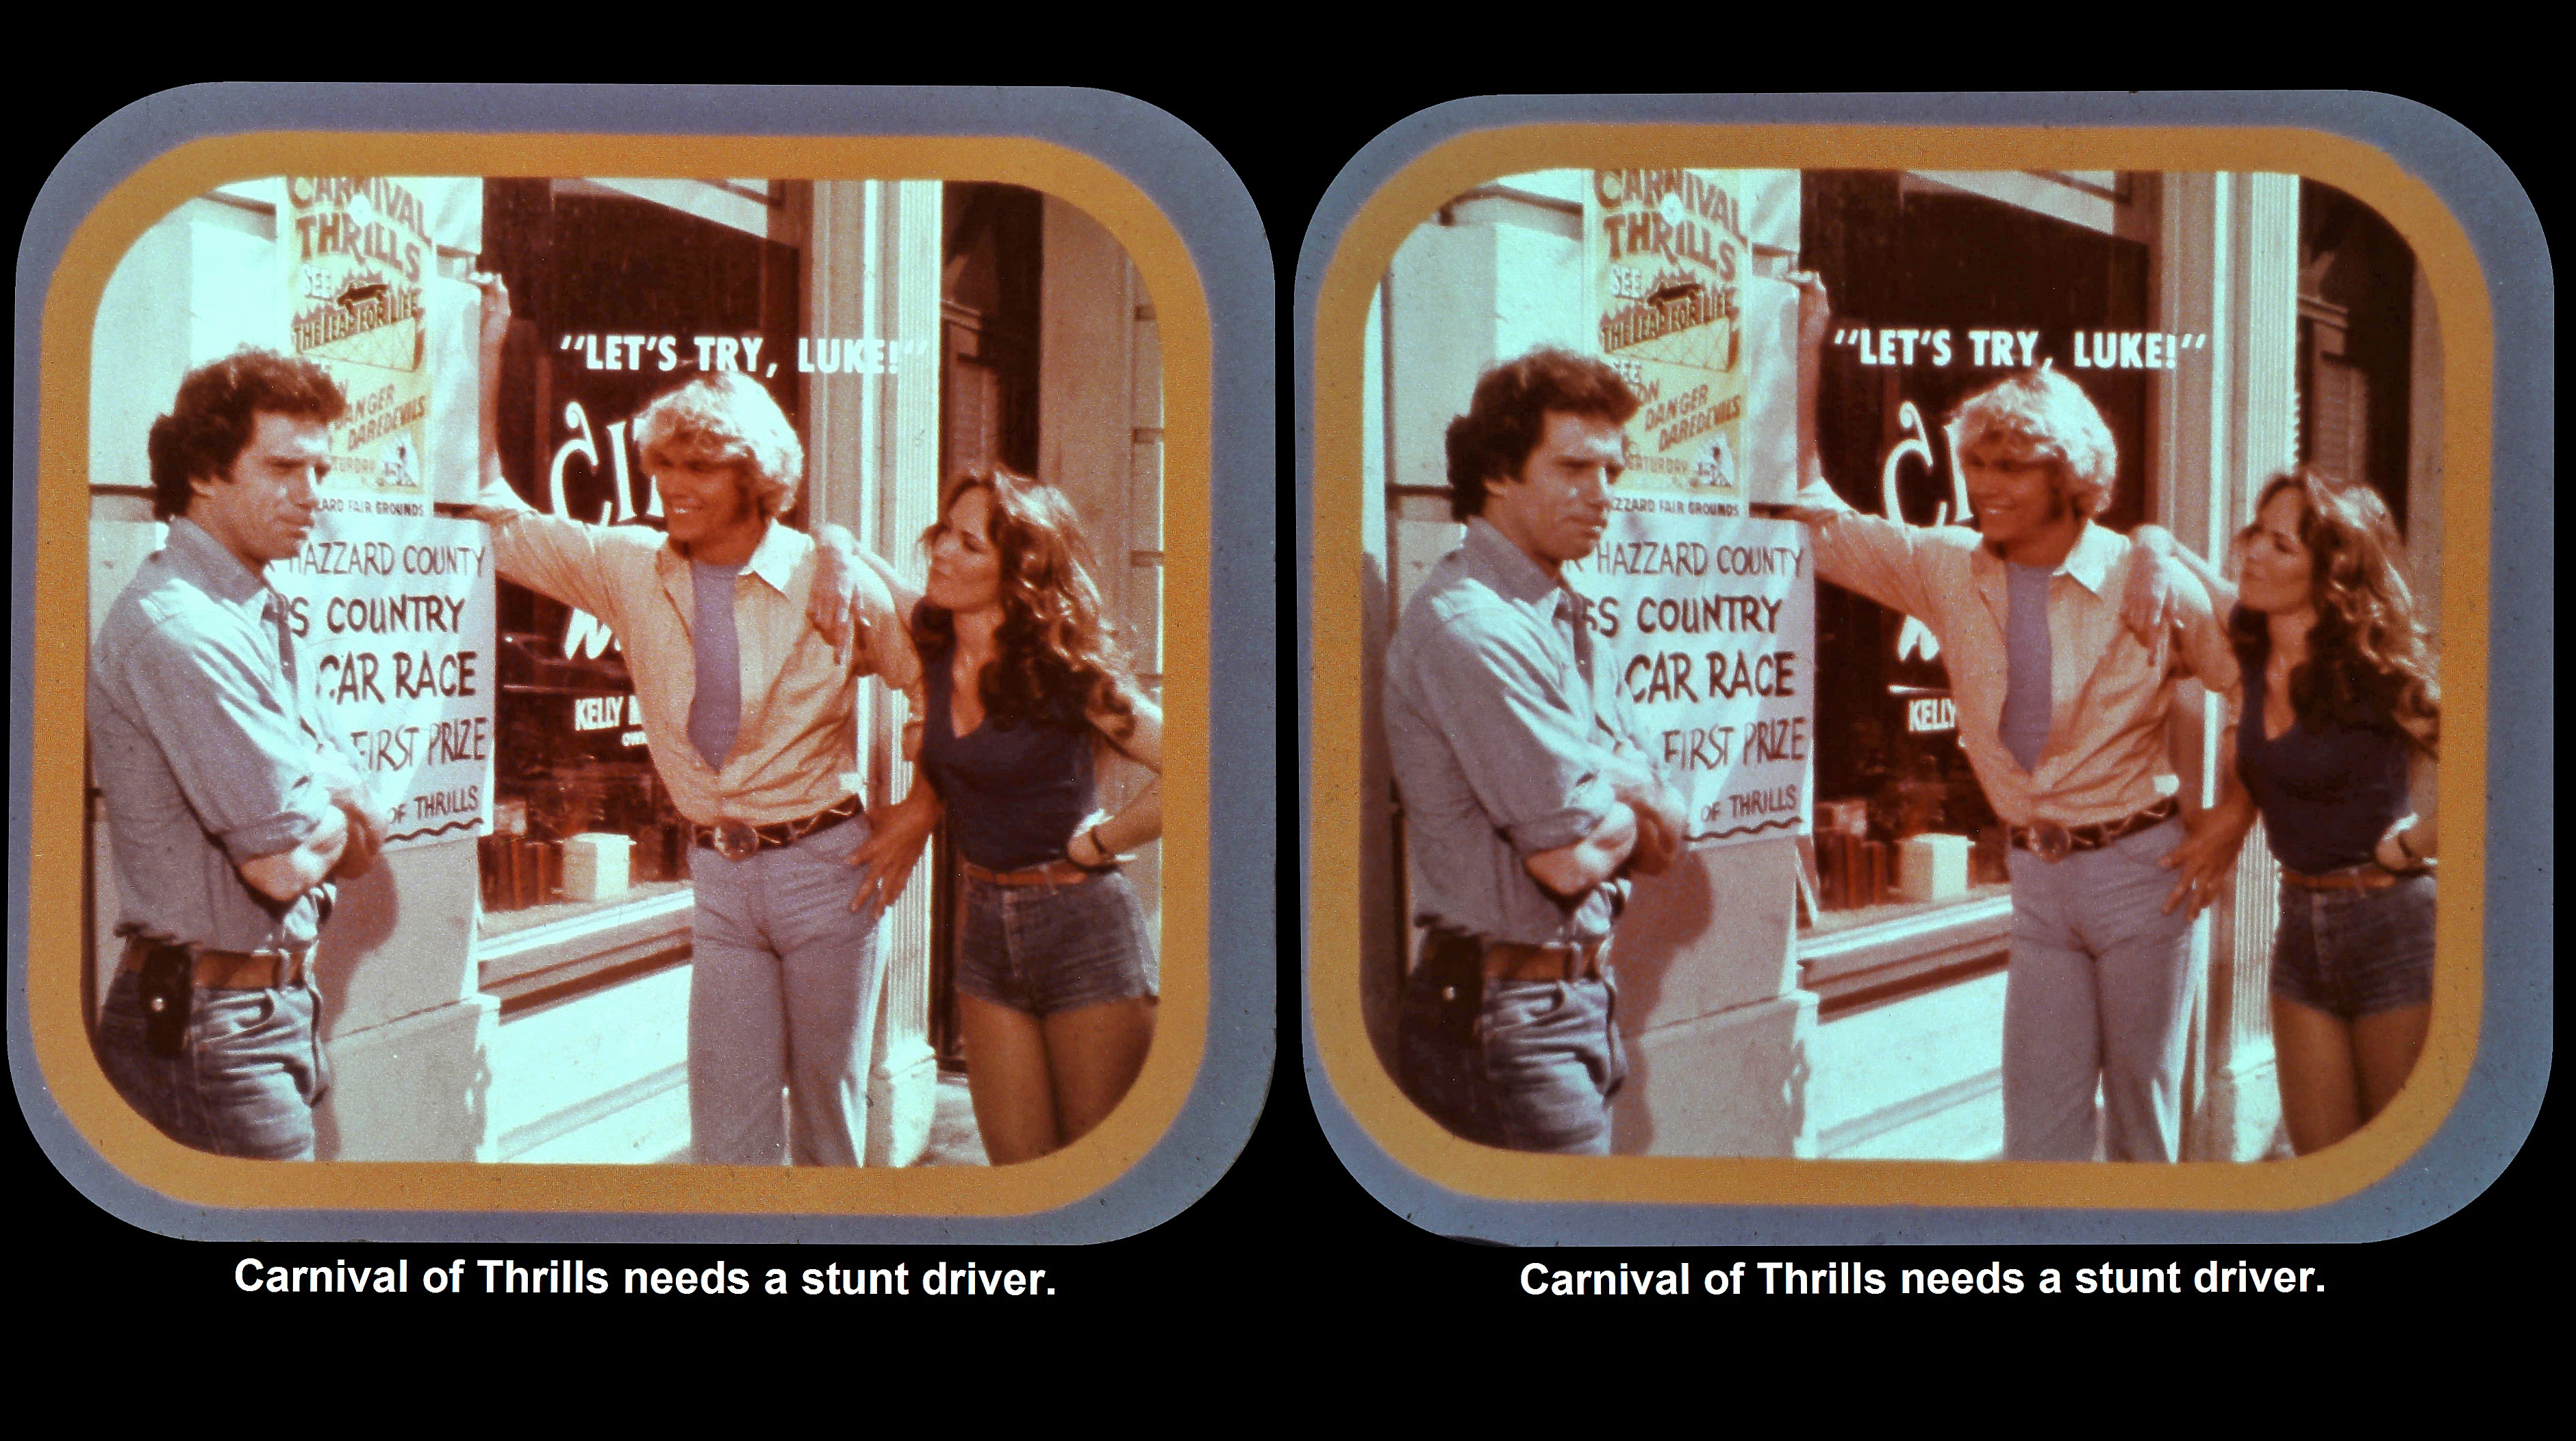 CARNIVAL
THRILLS
SEE
THE LEAP FOR LIFE
DANGER
DAREDEVILS
SATURDAY
FAIR GROUNDS
"LET'S TRY, LUKE!"
HAZZARD COUNTY
COUNTRY
CAR RACE
FIRST PRIZE
OF THRILLS
KELLY
Carnival of Thrills needs a stunt driver.
CARNIVAL
THRILLS
SEE
THE LEAP FOR LIFE
SEE
DANGER
DAREDEVILS
SATURDAY
FAIR GROUNDS
"LET'S TRY, LUKE!"
HAZZARD COUNTY
COUNTRY
CAR RACE
FIRST PRIZE
OF THRILLS
KELLY
Carnival of Thrills needs a stunt driver.